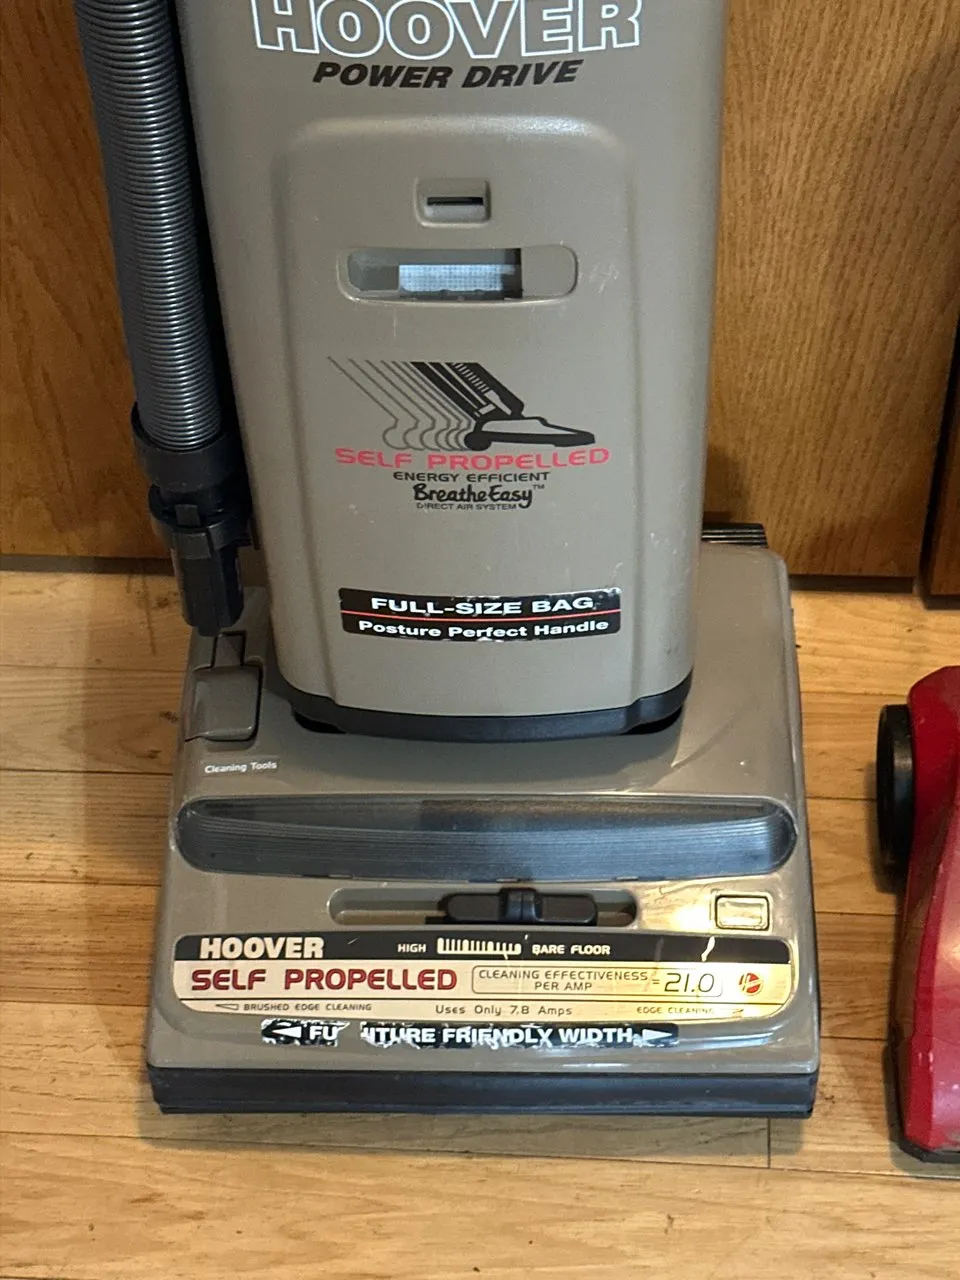 HOOVER
POWER DRIVE
SELF PROPELLED
ENERGY EFFICIENT
BreatheEasy™
DIRECT AIR SYSTEM
FULL-SIZE BAG
Posture Perfect Handle
Cleaning Tools
HOOVER HIGH BARE FLOOR
SELF PROPELLED CLEANING EFFECTIVENESS PER AMP = 21.0 H
BRUSHED EDGE CLEANING Uses Only 7.8 Amps EDGE CLEANING
FU ITURE FRIENDLY WIDTH